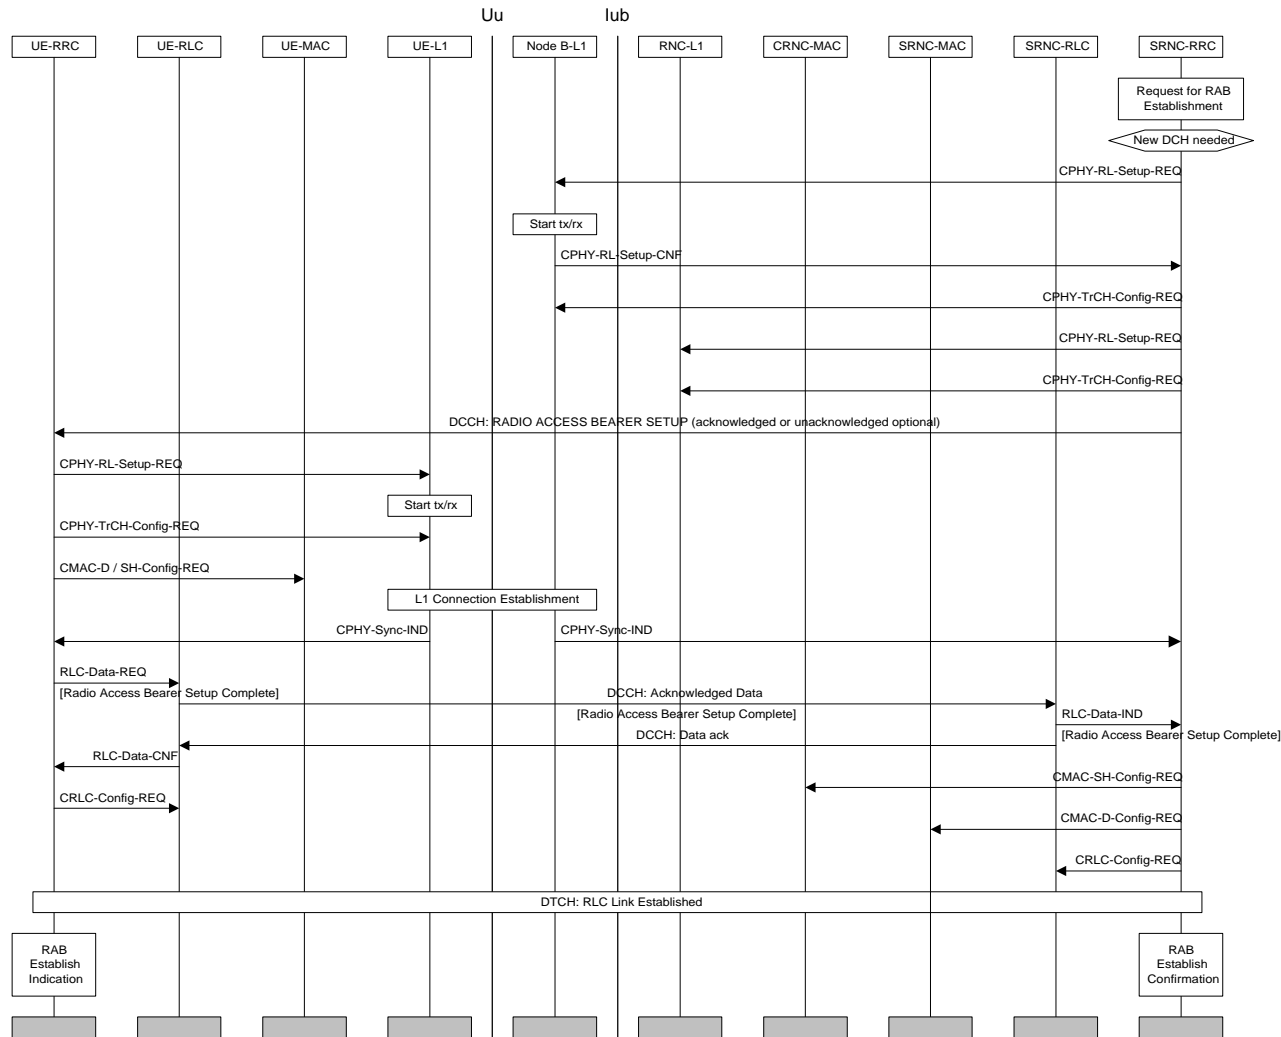 Uu
Iub
UE-RRC
UE-RLC
UE-MAC
UE-L1
Node B-L1
RNC-L1
CRNC-MAC
SRNC-MAC
SRNC-RLC
SRNC-RRC
Request for RAB
Establishment
New DCH needed
CPHY-RL-Setup-REQ
Start tx/rx
CPHY-RL-Setup-CNF
CPHY-TrCH-Config-REQ
CPHY-RL-Setup-REQ
CPHY-TrCH-Config-REQ
DCCH: RADIO ACCESS BEARER SETUP (acknowledged or unacknowledged optional)
CPHY-RL-Setup-REQ
Start tx/rx
CPHY-TrCH-Config-REQ
CMAC-D / SH-Config-REQ
L1 Connection Establishment
CPHY-Sync-IND
CPHY-Sync-IND
RLC-Data-REQ
[Radio Access Bearer Setup Complete]
DCCH: Acknowledged Data
[Radio Access Bearer Setup Complete]
RLC-Data-IND
[Radio Access Bearer Setup Complete]
DCCH: Data ack
RLC-Data-CNF
CMAC-SH-Config-REQ
CRLC-Config-REQ
CMAC-D-Config-REQ
CRLC-Config-REQ
DTCH: RLC Link Established
RAB
Establish
Indication
RAB
Establish
Confirmation